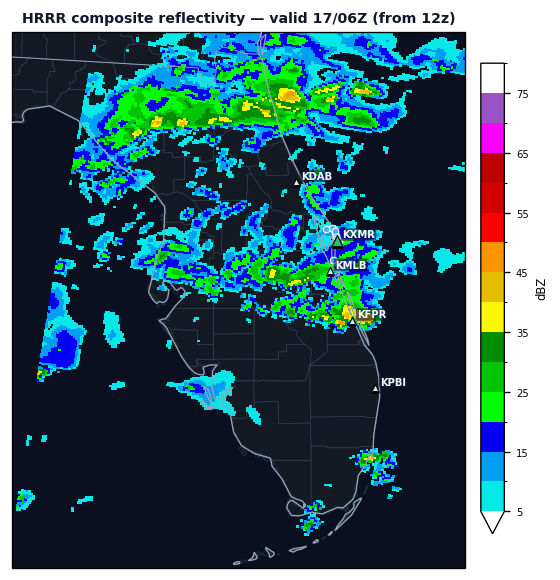 HRRR composite reflectivity — valid 17/06Z (from 12z)
KDAB
KXMR
KMLB
KFPR
KPBI
75
65
55
45
35
25
15
5
dBZ